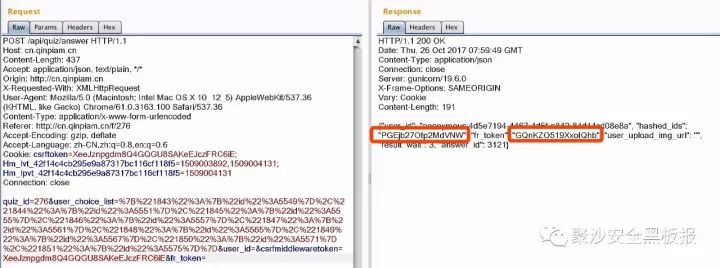 Request
Raw Params Headers Hex
POST /api/quiz/answer HTTP/1.1
Host: cn.qinpiam.cn
Content-Length: 437
Accept: application/json, text/plain, */*
Origin: http://cn.qinpiam.cn
X-Requested-With: XMLHttpRequest
User-Agent: Mozilla/5.0 (Macintosh; Intel Mac OS X 10_12_5) AppleWebKit/537.36
(KHTML, like Gecko) Chrome/61.0.3163.100 Safari/537.36
Content-Type: application/x-www-form-urlencoded
Referer: http://cn.qinpiam.cn/f/276
Accept-Encoding: gzip, deflate
Accept-Language: zh-CN,zh;q=0.8,en;q=0.6
Cookie: csrftoken=XeeJznpgdm8Q4GQGU8SAKeEJczFRC6iE;
Hm_lvt_42f14c4cb295e9a87317bc116cf118f5=1509003892,1509004131;
Hm_lpvt_42f14c4cb295e9a87317bc116cf118f5=1509004131
Connection: close
quiz_id=276&user_choice_list=%7B%221843%22%3A%7B%22id%22%3A5549%7D%2C%2
21844%22%3A%7B%22id%22%3A5551%7D%2C%221845%22%3A%7B%22id%22%3A5
555%7D%2C%221846%22%3A%7B%22id%22%3A5557%7D%2C%221847%22%3A%7B%2
2id%22%3A5561%7D%2C%221848%22%3A%7B%22id%22%3A5565%7D%2C%221849%
22%3A%7B%22id%22%3A5567%7D%2C%221850%22%3A%7B%22id%22%3A5571%7D
%2C%221851%22%3A%7B%22id%22%3A5575%7D%7D&user_id=&csrfmiddlewaretoken=
XeeJznpgdm8Q4GQGU8SAKeEJczFRC6iE&fr_token=
Response
Raw Headers Hex
HTTP/1.1 200 OK
Date: Thu, 26 Oct 2017 07:59:49 GMT
Content-Type: application/json
Connection: close
Server: gunicorn/19.6.0
X-Frame-Options: SAMEORIGIN
Vary: Cookie
Content-Length: 191
"hashed_ids":
"PGEjb27Ofp2MdVNW" "fr_token": "GQnKZO519XxolQhb" "user_upload_img_url": "",
"result_wait": 3, "answer_id": 3121}
聚沙安全黑板报